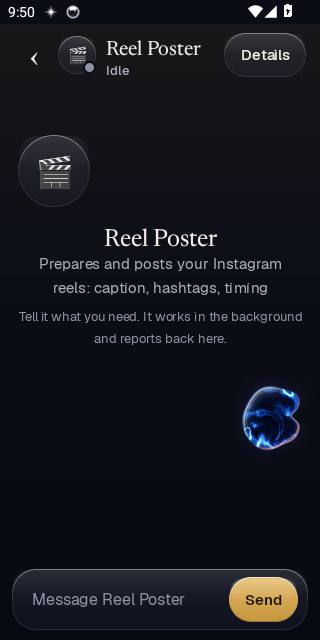 9:50
Reel Poster
Idle
Details
Reel Poster
Prepares and posts your Instagram
reels: caption, hashtags, timing
Tell it what you need. It works in the background
and reports back here.
Message Reel Poster
Send